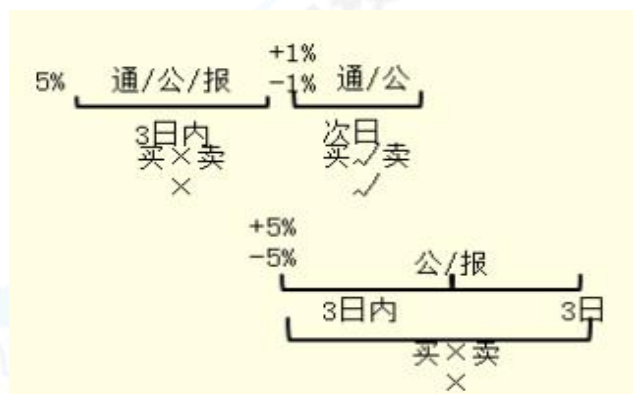 +1%
5% 通/公/报 -1% 通/公
3日内 次日
买×卖 买√卖
× √
+5%
-5% 公/报
3日内 3日
买×卖
×